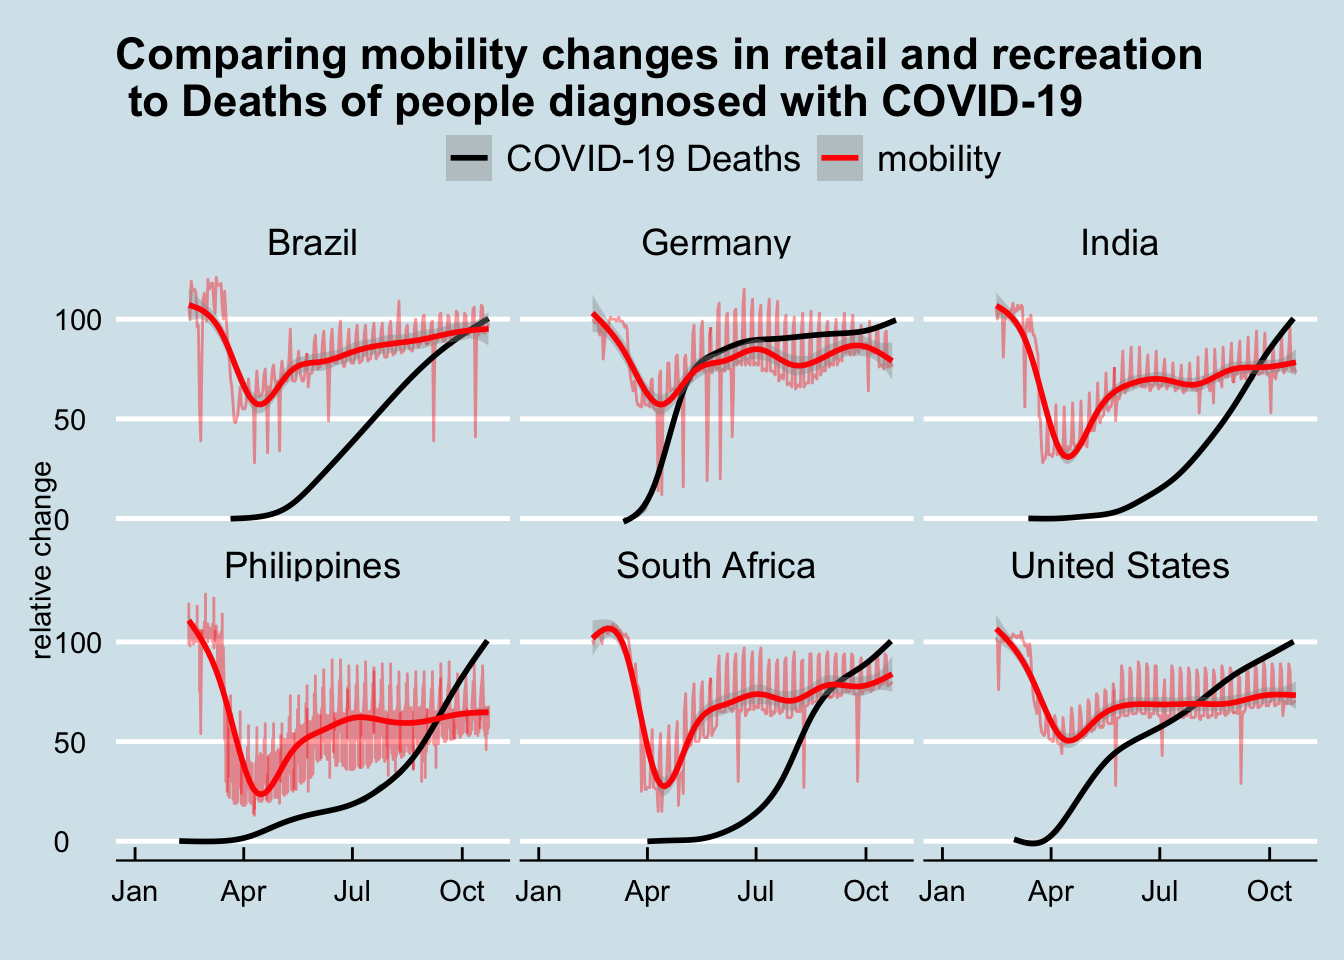 Comparing mobility changes in retail and recreation
to Deaths of people diagnosed with COVID-19
COVID-19 Deaths mobility
Brazil Germany India
100
50
0
relative change
Philippines South Africa United States
100
50
0
Jan Apr Jul Oct Jan Apr Jul Oct Jan Apr Jul Oct